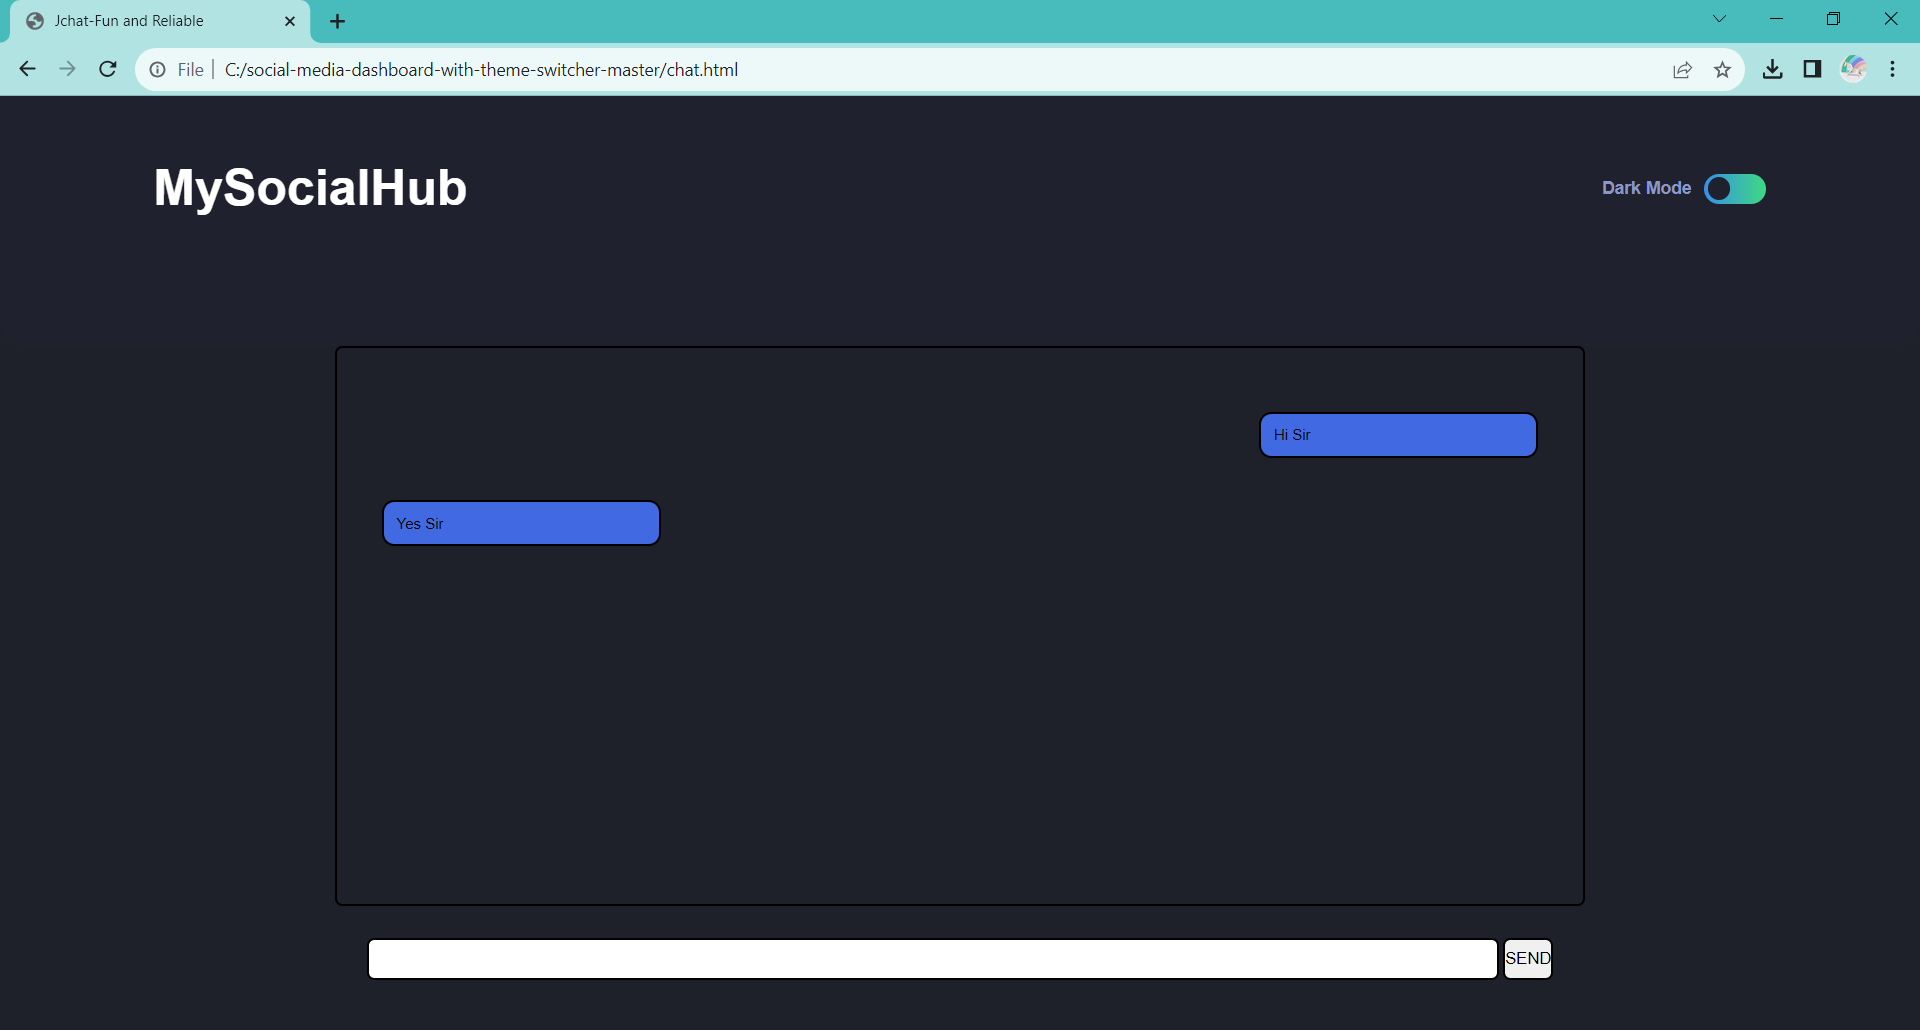 Jchat-Fun and Reliable
File | C:/social-media-dashboard-with-theme-switcher-master/chat.html
MySocialHub
Dark Mode
Hi Sir
Yes Sir
SEND